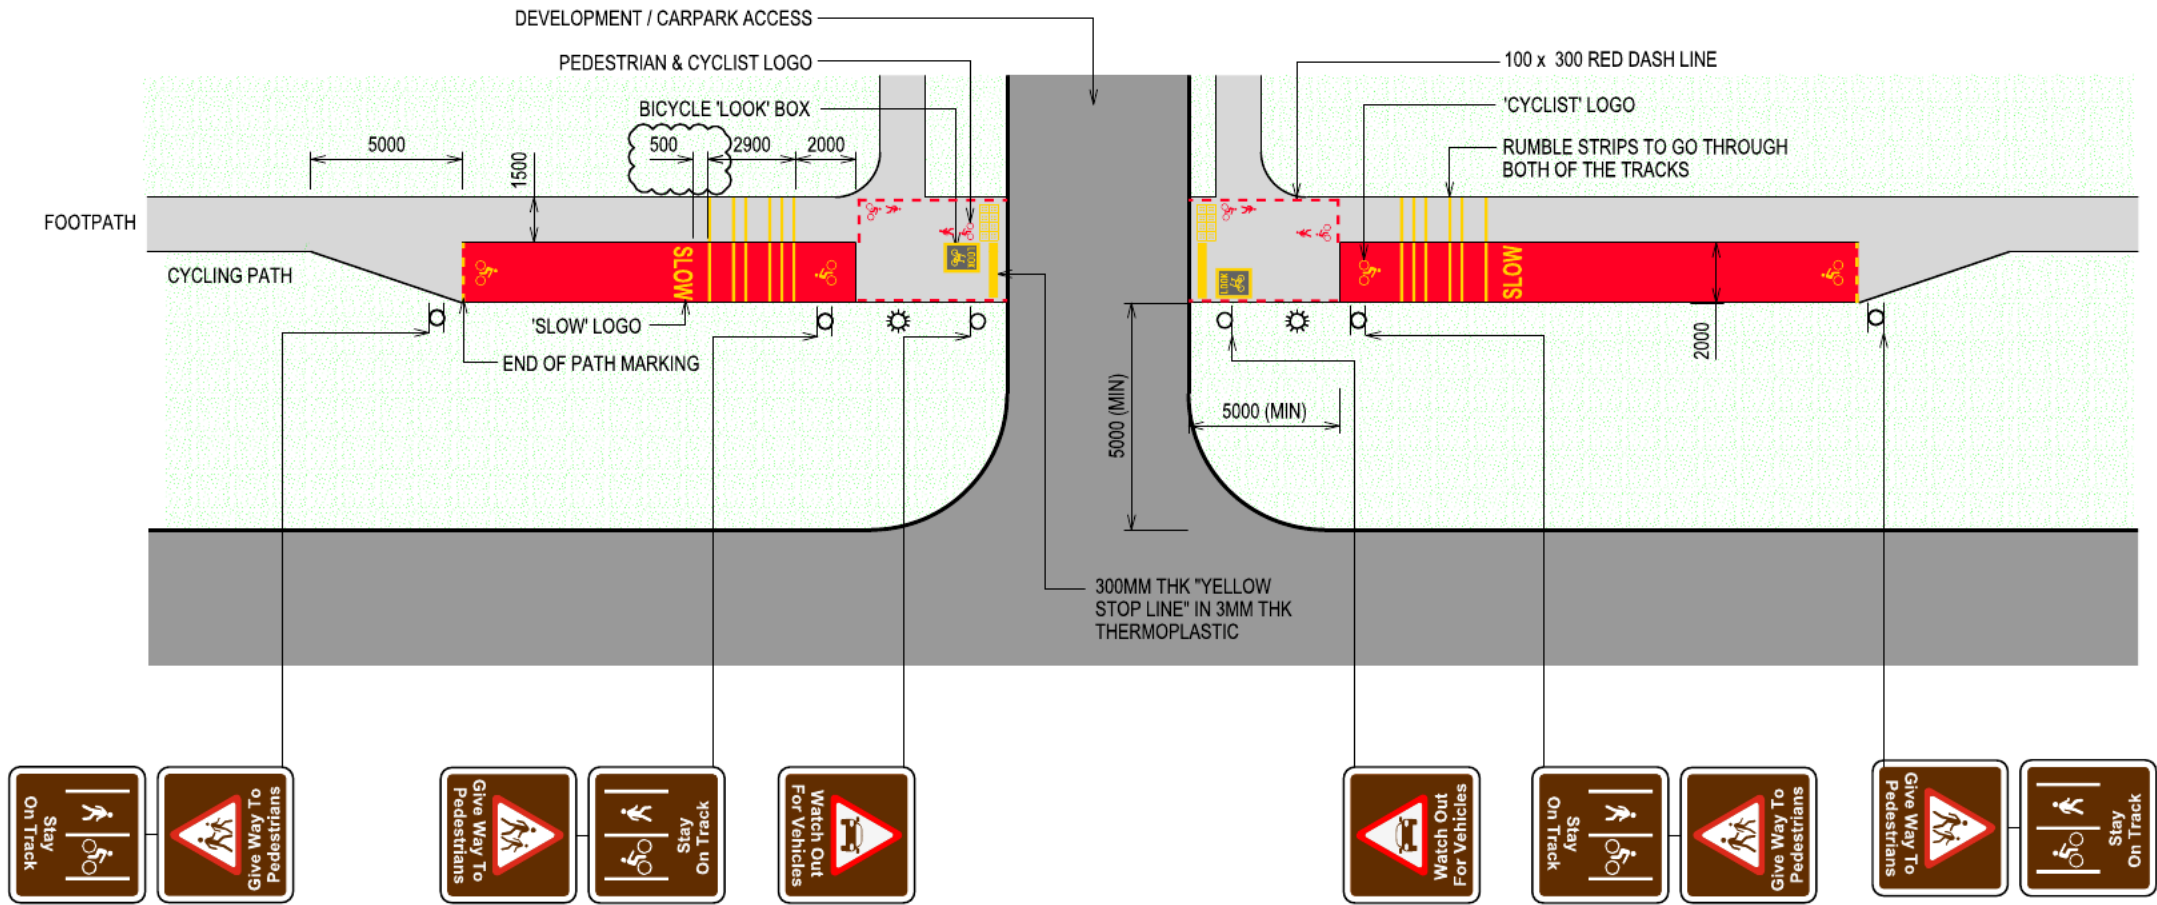 DEVELOPMENT / CARPARK ACCESS
PEDESTRIAN & CYCLIST LOGO
100 x 300 RED DASH LINE
BICYCLE 'LOOK' BOX
'CYCLIST' LOGO
5000
500
2900
2000
1500
RUMBLE STRIPS TO GO THROUGH
BOTH OF THE TRACKS
FOOTPATH
CYCLING PATH
SLOW
LOOK
LOOK
SLOW
'SLOW' LOGO
END OF PATH MARKING
2000
5000 (MIN)
5000 (MIN)
300MM THK "YELLOW
STOP LINE" IN 3MM THK
THERMOPLASTIC
Stay
On Track
Give Way To
Pedestrians
Give Way To
Pedestrians
Stay
On Track
Watch Out
For Vehicles
Watch Out
For Vehicles
Stay
On Track
Give Way To
Pedestrians
Give Way To
Pedestrians
Stay
On Track